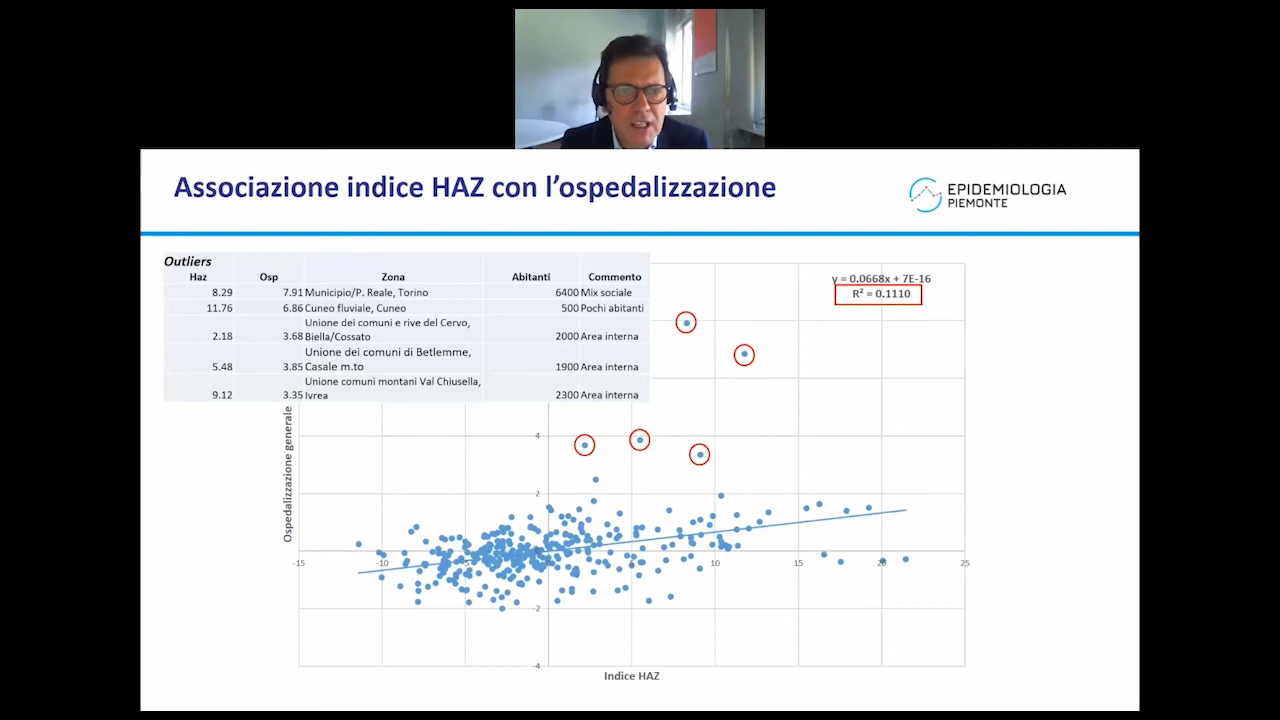 Associazione indice HAZ con l'ospedalizzazione
EPIDEMIOLOGIA
PIEMONTE
Outliers
Haz Osp Zona Abitanti Commento
8.29 7.91 Municipio/P. Reale, Torino 6400 Mix sociale
11.76 6.86 Cuneo fluviale, Cuneo 500 Pochi abitanti
Unione dei comuni e rive del Cervo,
2.18 3.68 Biella/Cossato 2000 Area interna
Unione dei comuni di Betlemme,
5.48 3.85 Casale m.to 1900 Area interna
Unione comuni montani Val Chiusella,
9.12 3.35 Ivrea 2300 Area interna
y = 0.0668x + 7E-16
R² = 0.1110
Ospedalizzazione generale
4
2
-15 -10 10 15 20 25
-2
-4
Indice HAZ